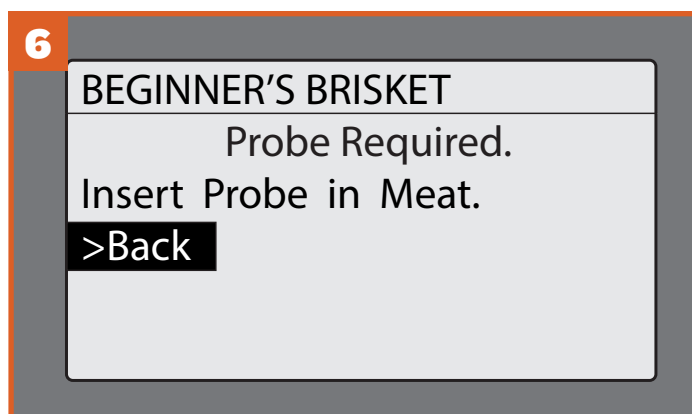 6
BEGINNER’S BRISKET
Probe Required.
Insert Probe in Meat.
>Back